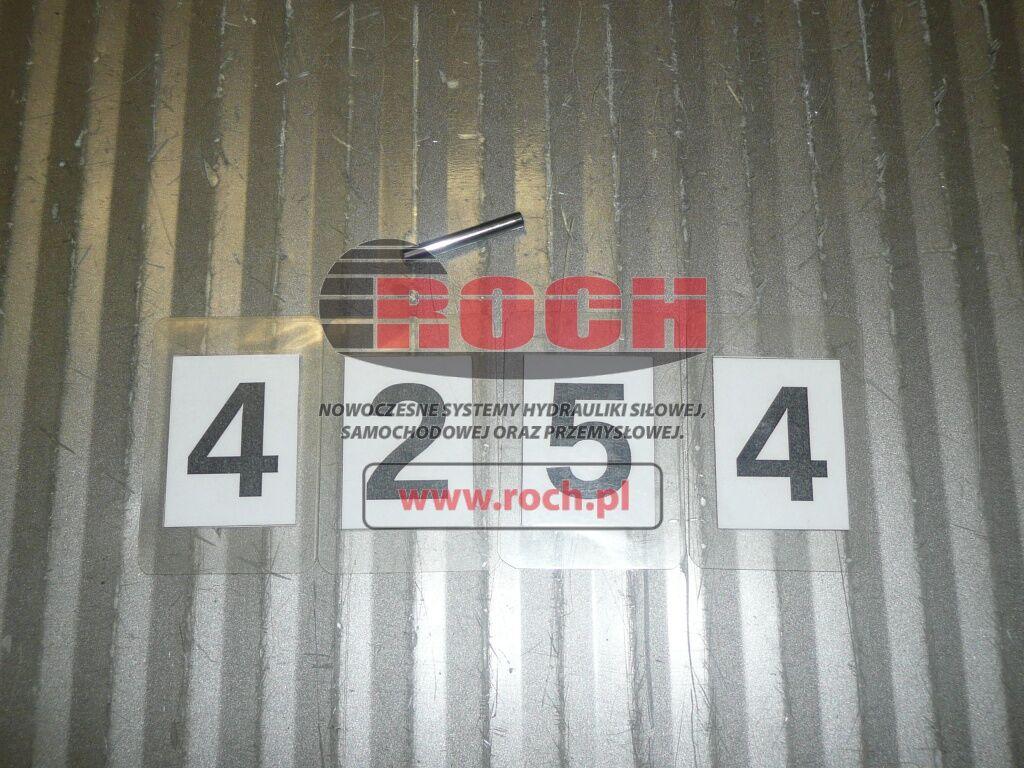 ROCH
4 2 5 4
NOWOCZESNE SYSTEMY HYDRAULIKI SIŁOWEJ,
SAMOCHODOWEJ ORAZ PRZEMYSŁOWEJ.
www.roch.pl